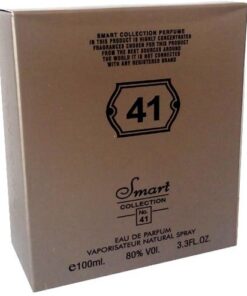 SMART COLLECTION PERFUME
IN THIS PRODUCT IS HIGHLY CONCENTRATED
FRAGRANCES CHOSEN FOR THIS PRODUCT
FROM THE BEST SOURCES AROUND
THE WORLD IT IS NOT CONNECTED
WITH ANY REGISTERED BRAND
41
Smart
COLLECTION
No.
41
EAU DE PARFUM
VAPORISATEUR NATURAL SPRAY
℮100ml. 80% VOl. 3.3FL.OZ.